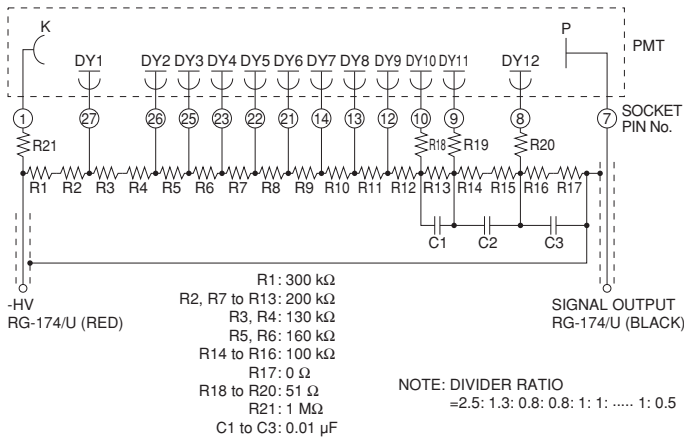 K
P
PMT
DY1 DY2 DY3 DY4 DY5 DY6 DY7 DY8 DY9 DY10 DY11 DY12
1 27 26 25 23 22 21 14 13 12 10 9 8 7
SOCKET
PIN No.
R21 R18 R19 R20
R1 R2 R3 R4 R5 R6 R7 R8 R9 R10 R11 R12 R13 R14 R15 R16 R17
C1 C2 C3
-HV
RG-174/U (RED)
SIGNAL OUTPUT
RG-174/U (BLACK)
R1: 300 kΩ
R2, R7 to R13: 200 kΩ
R3, R4: 130 kΩ
R5, R6: 160 kΩ
R14 to R16: 100 kΩ
R17: 0 Ω
R18 to R20: 51 Ω
R21: 1 MΩ
C1 to C3: 0.01 µF
NOTE: DIVIDER RATIO
=2.5: 1.3: 0.8: 0.8: 1: 1: ····· 1: 0.5